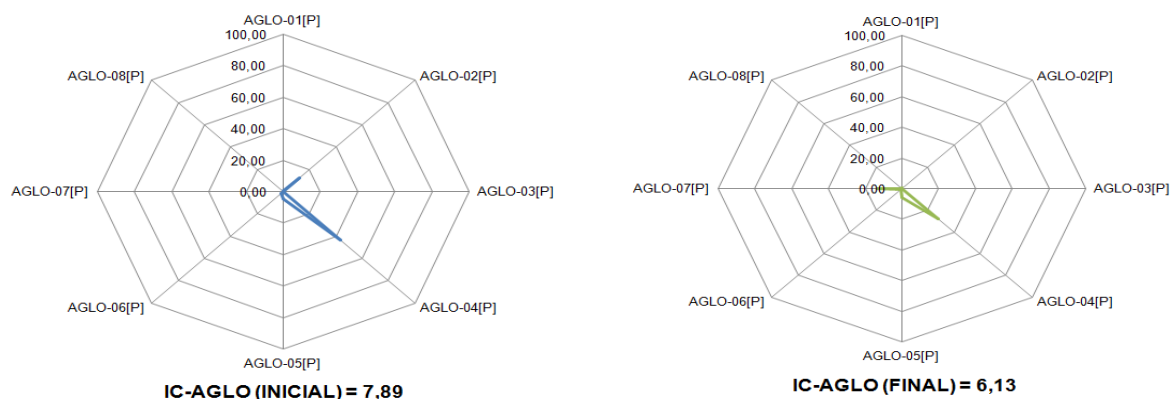 AGLO-01[P]
100,00
AGLO-08[P]
80,00
AGLO-02[P]
60,00
40,00
20,00
AGLO-07[P]
0,00
AGLO-03[P]
AGLO-06[P]
AGLO-04[P]
AGLO-05[P]
IC-AGLO (INICIAL) = 7,89
AGLO-01[P]
100,00
AGLO-08[P]
80,00
AGLO-02[P]
60,00
40,00
20,00
AGLO-07[P]
0,00
AGLO-03[P]
AGLO-06[P]
AGLO-04[P]
AGLO-05[P]
IC-AGLO (FINAL) = 6,13